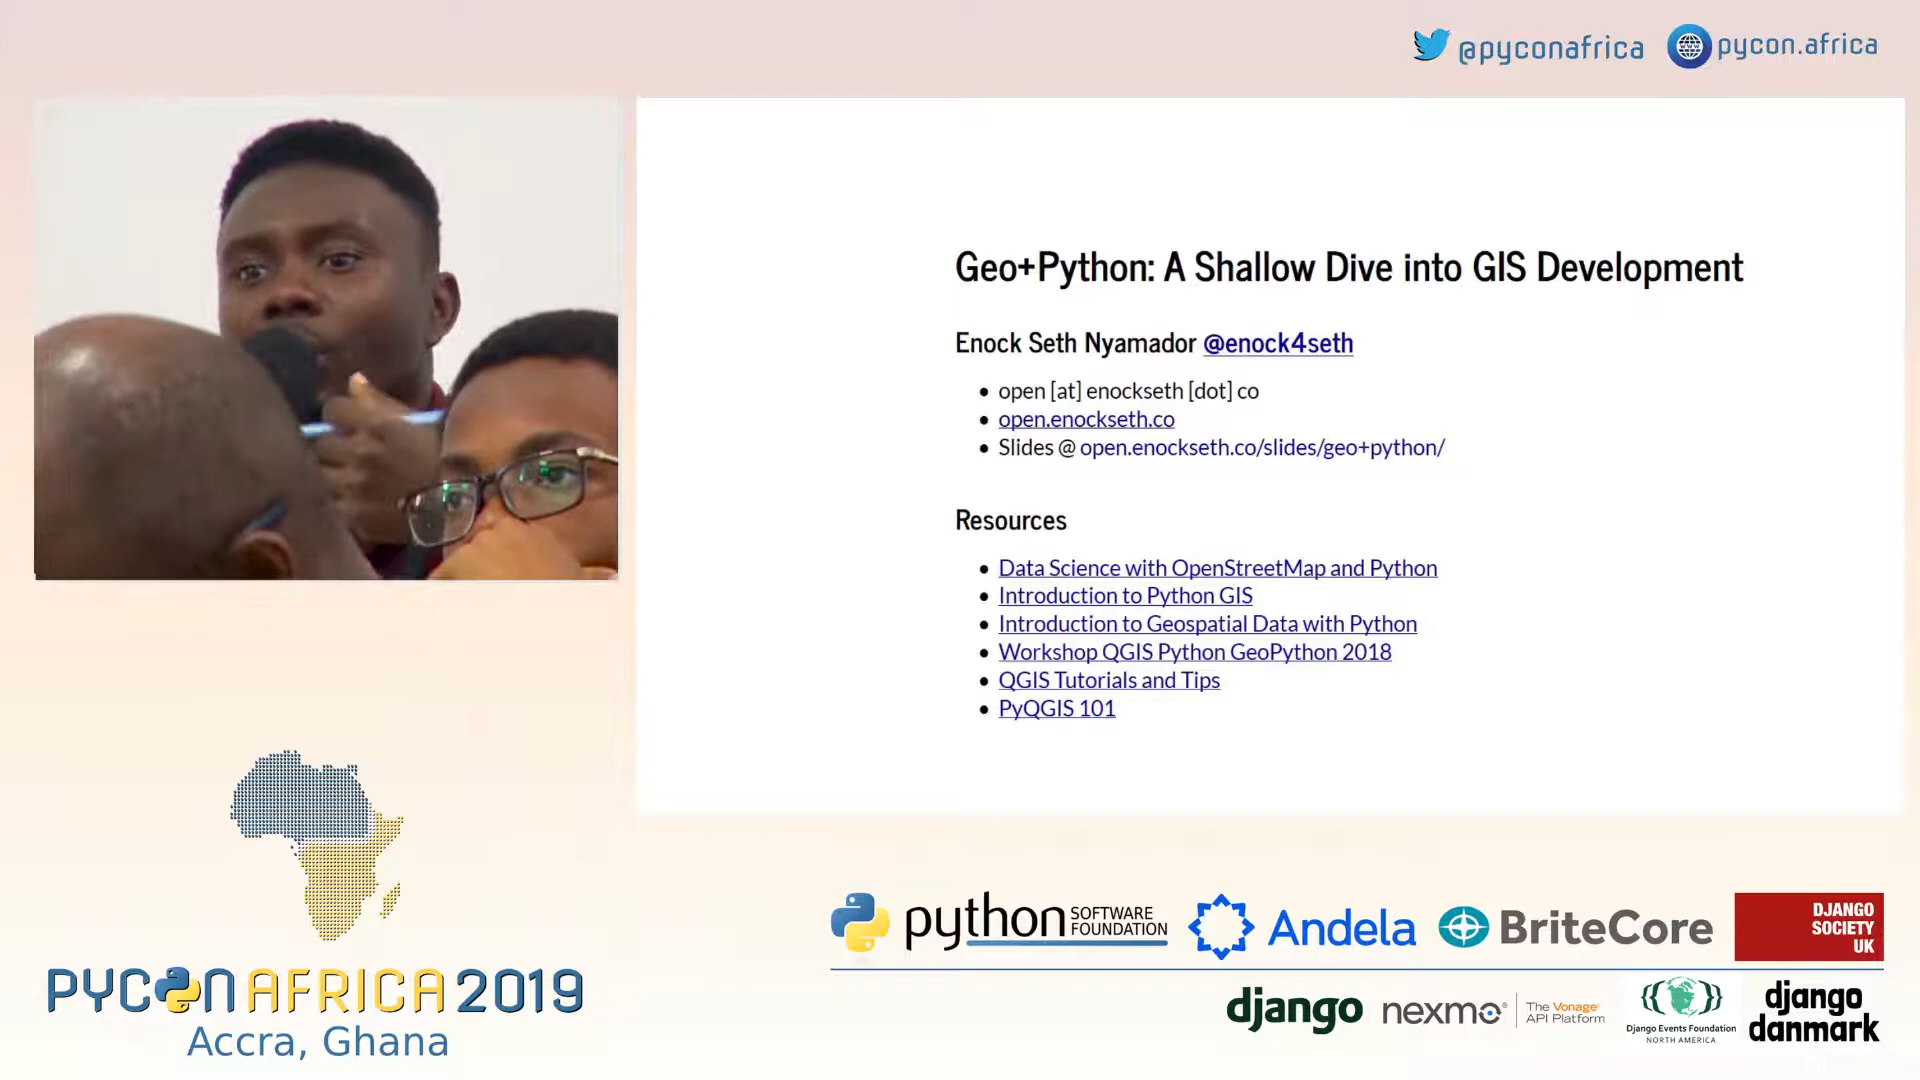 @pyconafrica pycon.africa
Geo+Python: A Shallow Dive into GIS Development
Enock Seth Nyamador @enock4seth
open [at] enockseth [dot] co
open.enockseth.co
Slides @ open.enockseth.co/slides/geo+python/
Resources
Data Science with OpenStreetMap and Python
Introduction to Python GIS
Introduction to Geospatial Data with Python
Workshop QGIS Python GeoPython 2018
QGIS Tutorials and Tips
PyQGIS 101
PYCON AFRICA 2019
Accra, Ghana
python SOFTWARE FOUNDATION
Andela
BriteCore
DJANGO
SOCIETY
UK
django
nexmo
The Vonage®
API Platform
Django Events Foundation
NORTH AMERICA
django
danmark